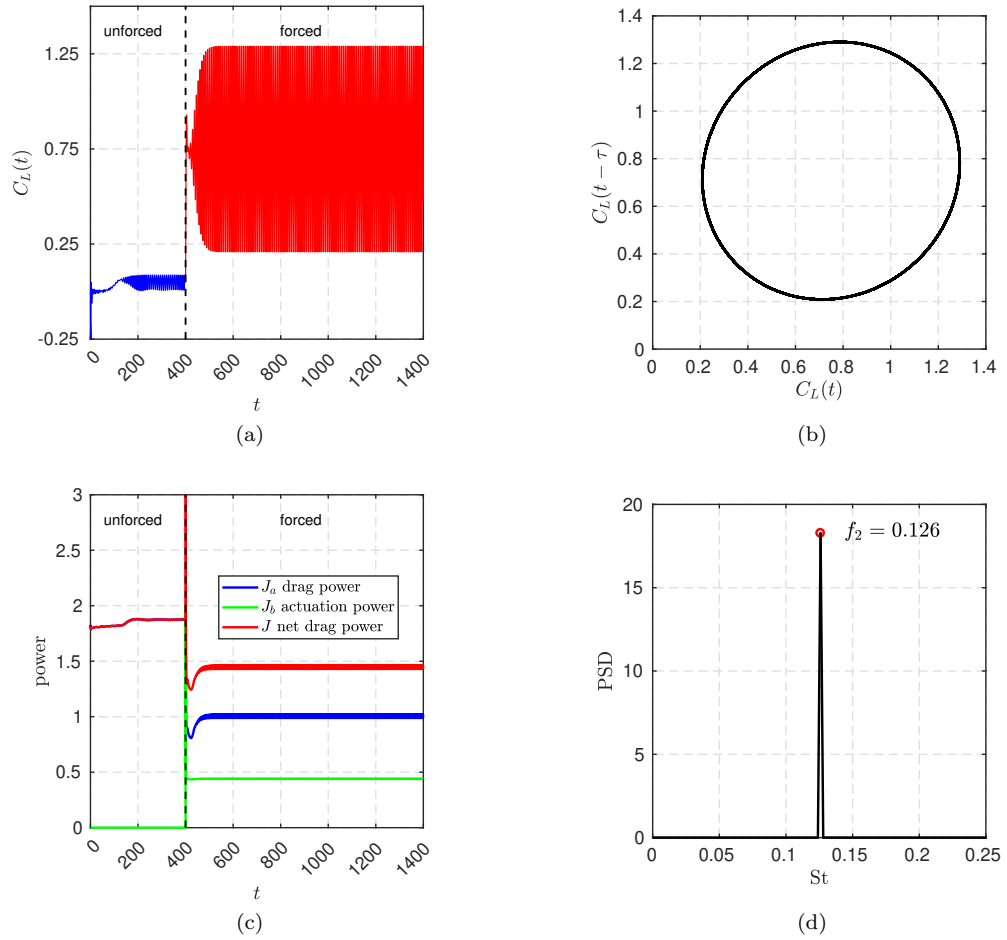 unforced
forced
1.25
0.75
0.25
-0.25
C_L(t)
0
200
400
600
800
1000
1200
1400
t
(a)
1.4
1.2
1
0.8
0.6
0.4
0.2
0
C_L(t − τ)
0
0.2
0.4
0.6
0.8
1
1.2
1.4
C_L(t)
(b)
unforced
forced
3
2.5
2
1.5
1
0.5
0
power
J_a drag power
J_b actuation power
J net drag power
0
200
400
600
800
1000
1200
1400
t
(c)
20
15
10
5
0
PSD
f_2 = 0.126
0
0.05
0.1
0.15
0.2
0.25
St
(d)